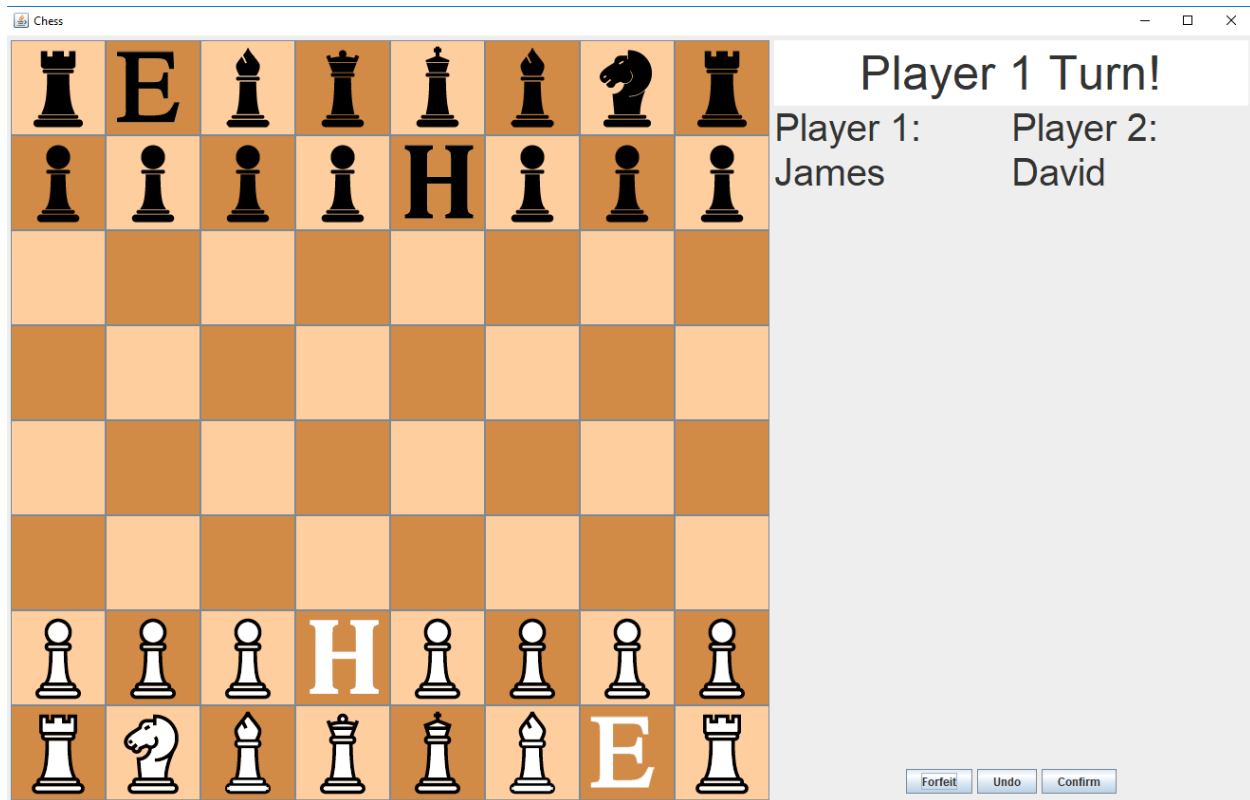 Chess
Player 1 Turn!
Player 1: Player 2:
James David
E
H
H
E
Forfeit Undo Confirm